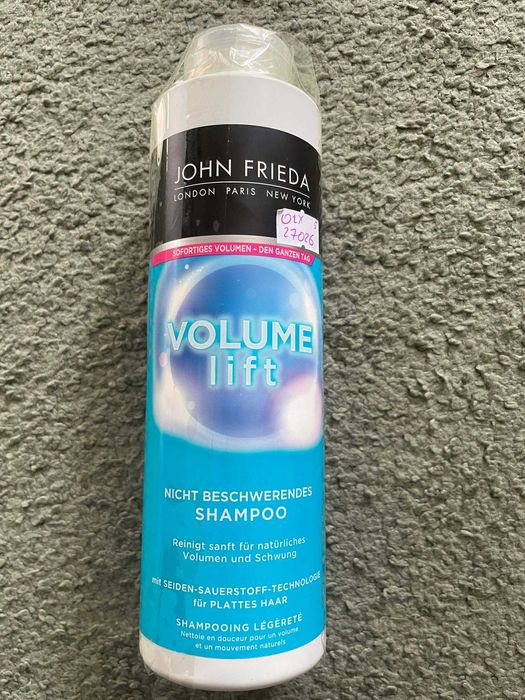 JOHN FRIEDA
LONDON PARIS NEW YORK
OLX
27026
SOFORTIGES VOLUMEN – DEN GANZEN TAG
VOLUME
lift
NICHT BESCHWERENDES
SHAMPOO
Reinigt sanft für natürliches
Volumen und Schwung
mit SEIDEN-SAUERSTOFF-TECHNOLOGIE
für PLATTES HAAR
SHAMPOOING LÉGÈRETÉ
Nettoie en douceur pour un volume
et un mouvement naturels